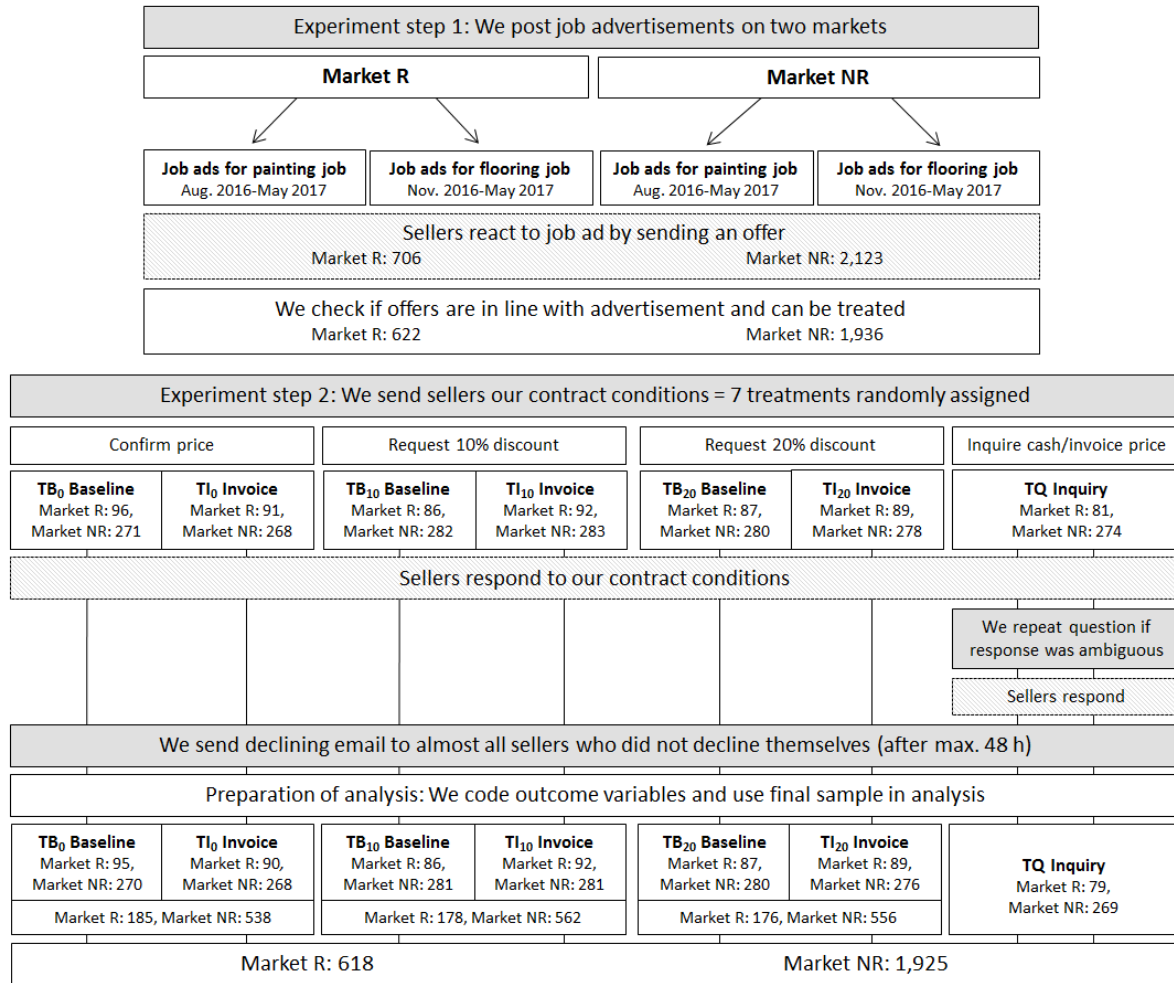 Experiment step 1: We post job advertisements on two markets
Market R
Market NR
Job ads for painting job
Aug. 2016-May 2017
Job ads for flooring job
Nov. 2016-May 2017
Job ads for painting job
Aug. 2016-May 2017
Job ads for flooring job
Nov. 2016-May 2017
Sellers react to job ad by sending an offer
Market R: 706
Market NR: 2,123
We check if offers are in line with advertisement and can be treated
Market R: 622
Market NR: 1,936
Experiment step 2: We send sellers our contract conditions = 7 treatments randomly assigned
Confirm price
Request 10% discount
Request 20% discount
Inquire cash/invoice price
TB₀ Baseline
Market R: 96,
Market NR: 271
TI₀ Invoice
Market R: 91,
Market NR: 268
TB₁₀ Baseline
Market R: 86,
Market NR: 282
TI₁₀ Invoice
Market R: 92,
Market NR: 283
TB₂₀ Baseline
Market R: 87,
Market NR: 280
TI₂₀ Invoice
Market R: 89,
Market NR: 278
TQ Inquiry
Market R: 81,
Market NR: 274
Sellers respond to our contract conditions
We repeat question if
response was ambiguous
Sellers respond
We send declining email to almost all sellers who did not decline themselves (after max. 48 h)
Preparation of analysis: We code outcome variables and use final sample in analysis
TB₀ Baseline
Market R: 95,
Market NR: 270
TI₀ Invoice
Market R: 90,
Market NR: 268
TB₁₀ Baseline
Market R: 86,
Market NR: 281
TI₁₀ Invoice
Market R: 92,
Market NR: 281
TB₂₀ Baseline
Market R: 87,
Market NR: 280
TI₂₀ Invoice
Market R: 89,
Market NR: 276
TQ Inquiry
Market R: 79,
Market NR: 269
Market R: 185, Market NR: 538
Market R: 178, Market NR: 562
Market R: 176, Market NR: 556
Market R: 618
Market NR: 1,925